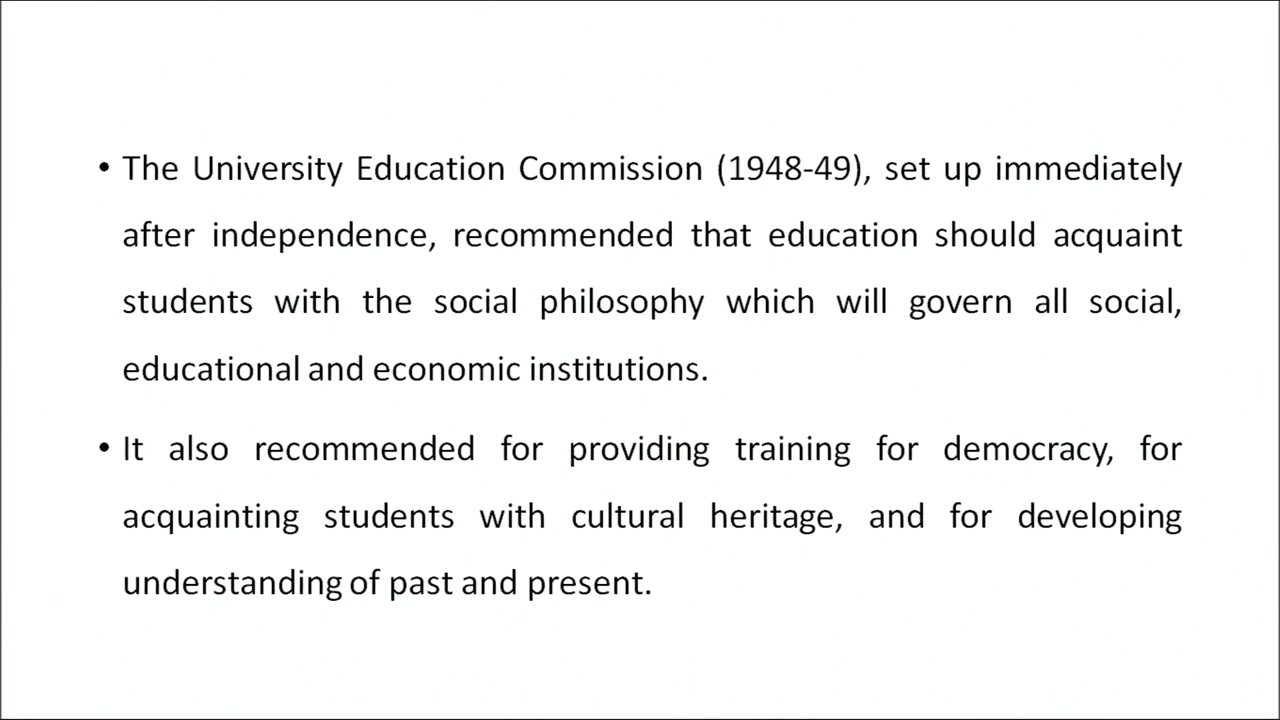 • The University Education Commission (1948-49), set up immediately
after independence, recommended that education should acquaint
students with the social philosophy which will govern all social,
educational and economic institutions.
• It also recommended for providing training for democracy, for
acquainting students with cultural heritage, and for developing
understanding of past and present.